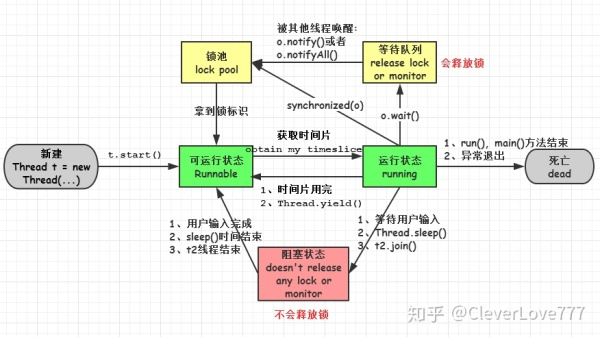 被其他线程唤醒:
o.notify()或者
o.notifyAll()
锁池
lock pool
等待队列
release lock
or monitor
会释放锁
synchronized(o)
o.wait()
拿到锁标识
新建
Thread t = new
Thread(...)
t.start()
可运行状态
Runnable
获取时间片
obtain my timeslice
运行状态
running
1、run(), main()方法结束
2、异常退出
死亡
dead
1、时间片用完
2、Thread.yield()
1、用户输入完成
2、sleep()时间结束
3、t2线程结束
1、等待用户输入
2、Thread.sleep()
3、t2.join()
阻塞状态
doesn't release
any lock or
monitor
不会释放锁
知乎 @CleverLove777